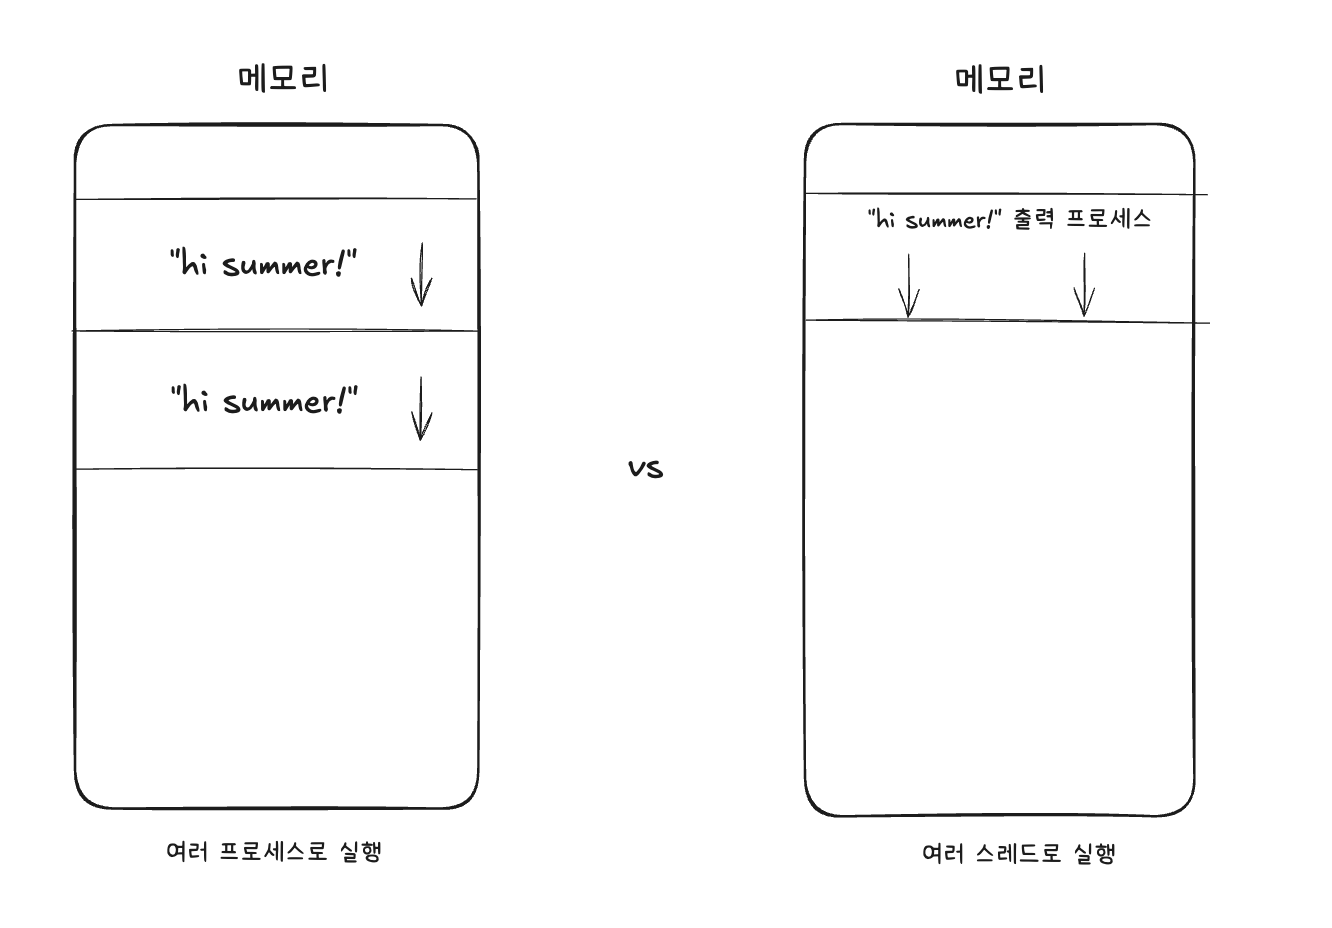 메모리
"hi summer!"
"hi summer!"
여러 프로세스로 실행
vs
메모리
"hi summer!" 출력 프로세스
여러 스레드로 실행